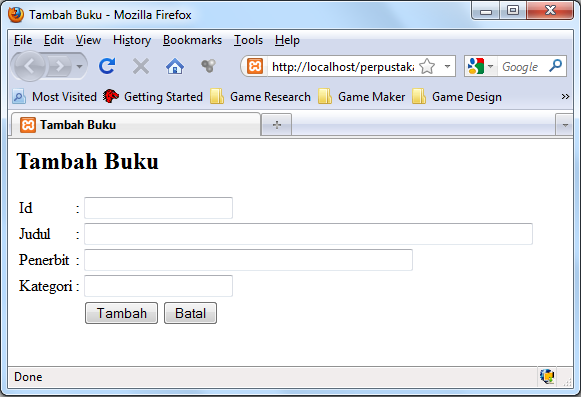 Tambah Buku - Mozilla Firefox
File Edit View History Bookmarks Tools Help
http://localhost/perpustaka Google
Most Visited Getting Started Game Research Game Maker Game Design »
Tambah Buku
Tambah Buku
Id :
Judul :
Penerbit :
Kategori :
Tambah Batal
Done